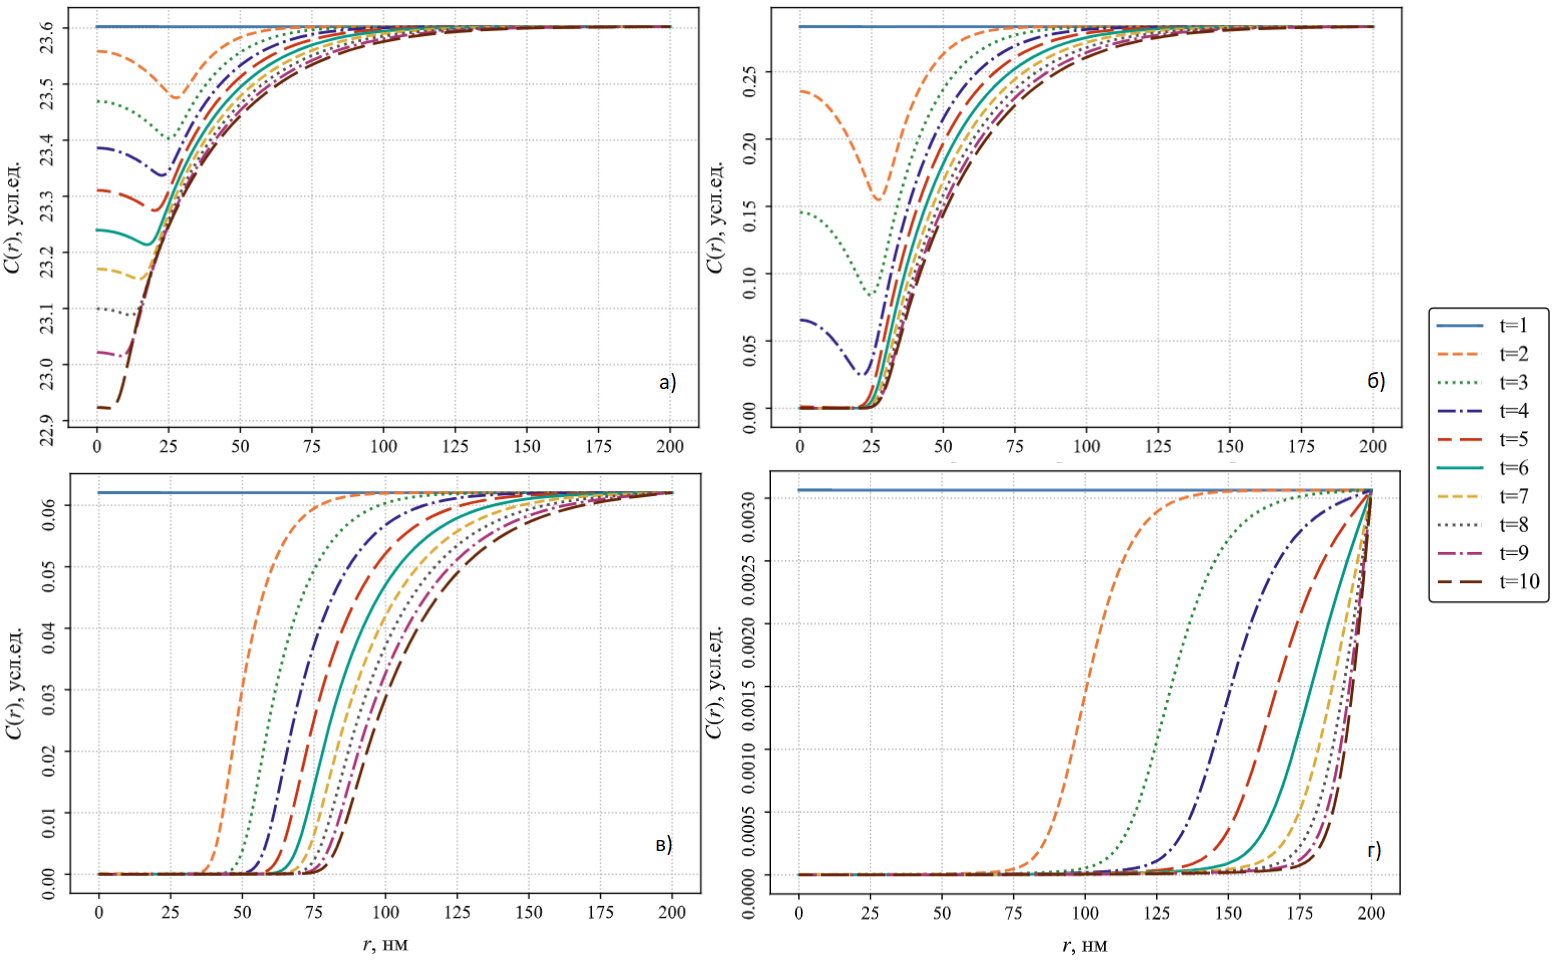 C(r), усл.ед.
23.6
23.5
23.4
23.3
23.2
23.1
23.0
22.9
0 25 50 75 100 125 150 175 200
а)
C(r), усл.ед.
0.25
0.20
0.15
0.10
0.05
0.00
0 25 50 75 100 125 150 175 200
б)
C(r), усл.ед.
0.06
0.05
0.04
0.03
0.02
0.01
0.00
0 25 50 75 100 125 150 175 200
r, нм
в)
C(r), усл.ед.
0.0030
0.0025
0.0020
0.0015
0.0010
0.0005
0.0000
0 25 50 75 100 125 150 175 200
r, нм
г)
t=1
t=2
t=3
t=4
t=5
t=6
t=7
t=8
t=9
t=10